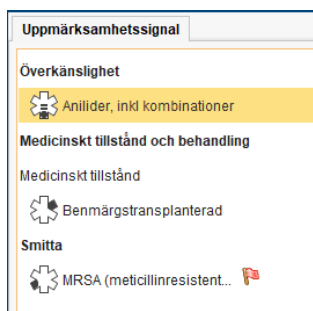 Uppmärksamhetssignal
Överkänslighet
Anilider, inkl kombinationer
Medicinskt tillstånd och behandling
Medicinskt tillstånd
Benmärgstransplanterad
Smitta
MRSA (meticillinresistent...